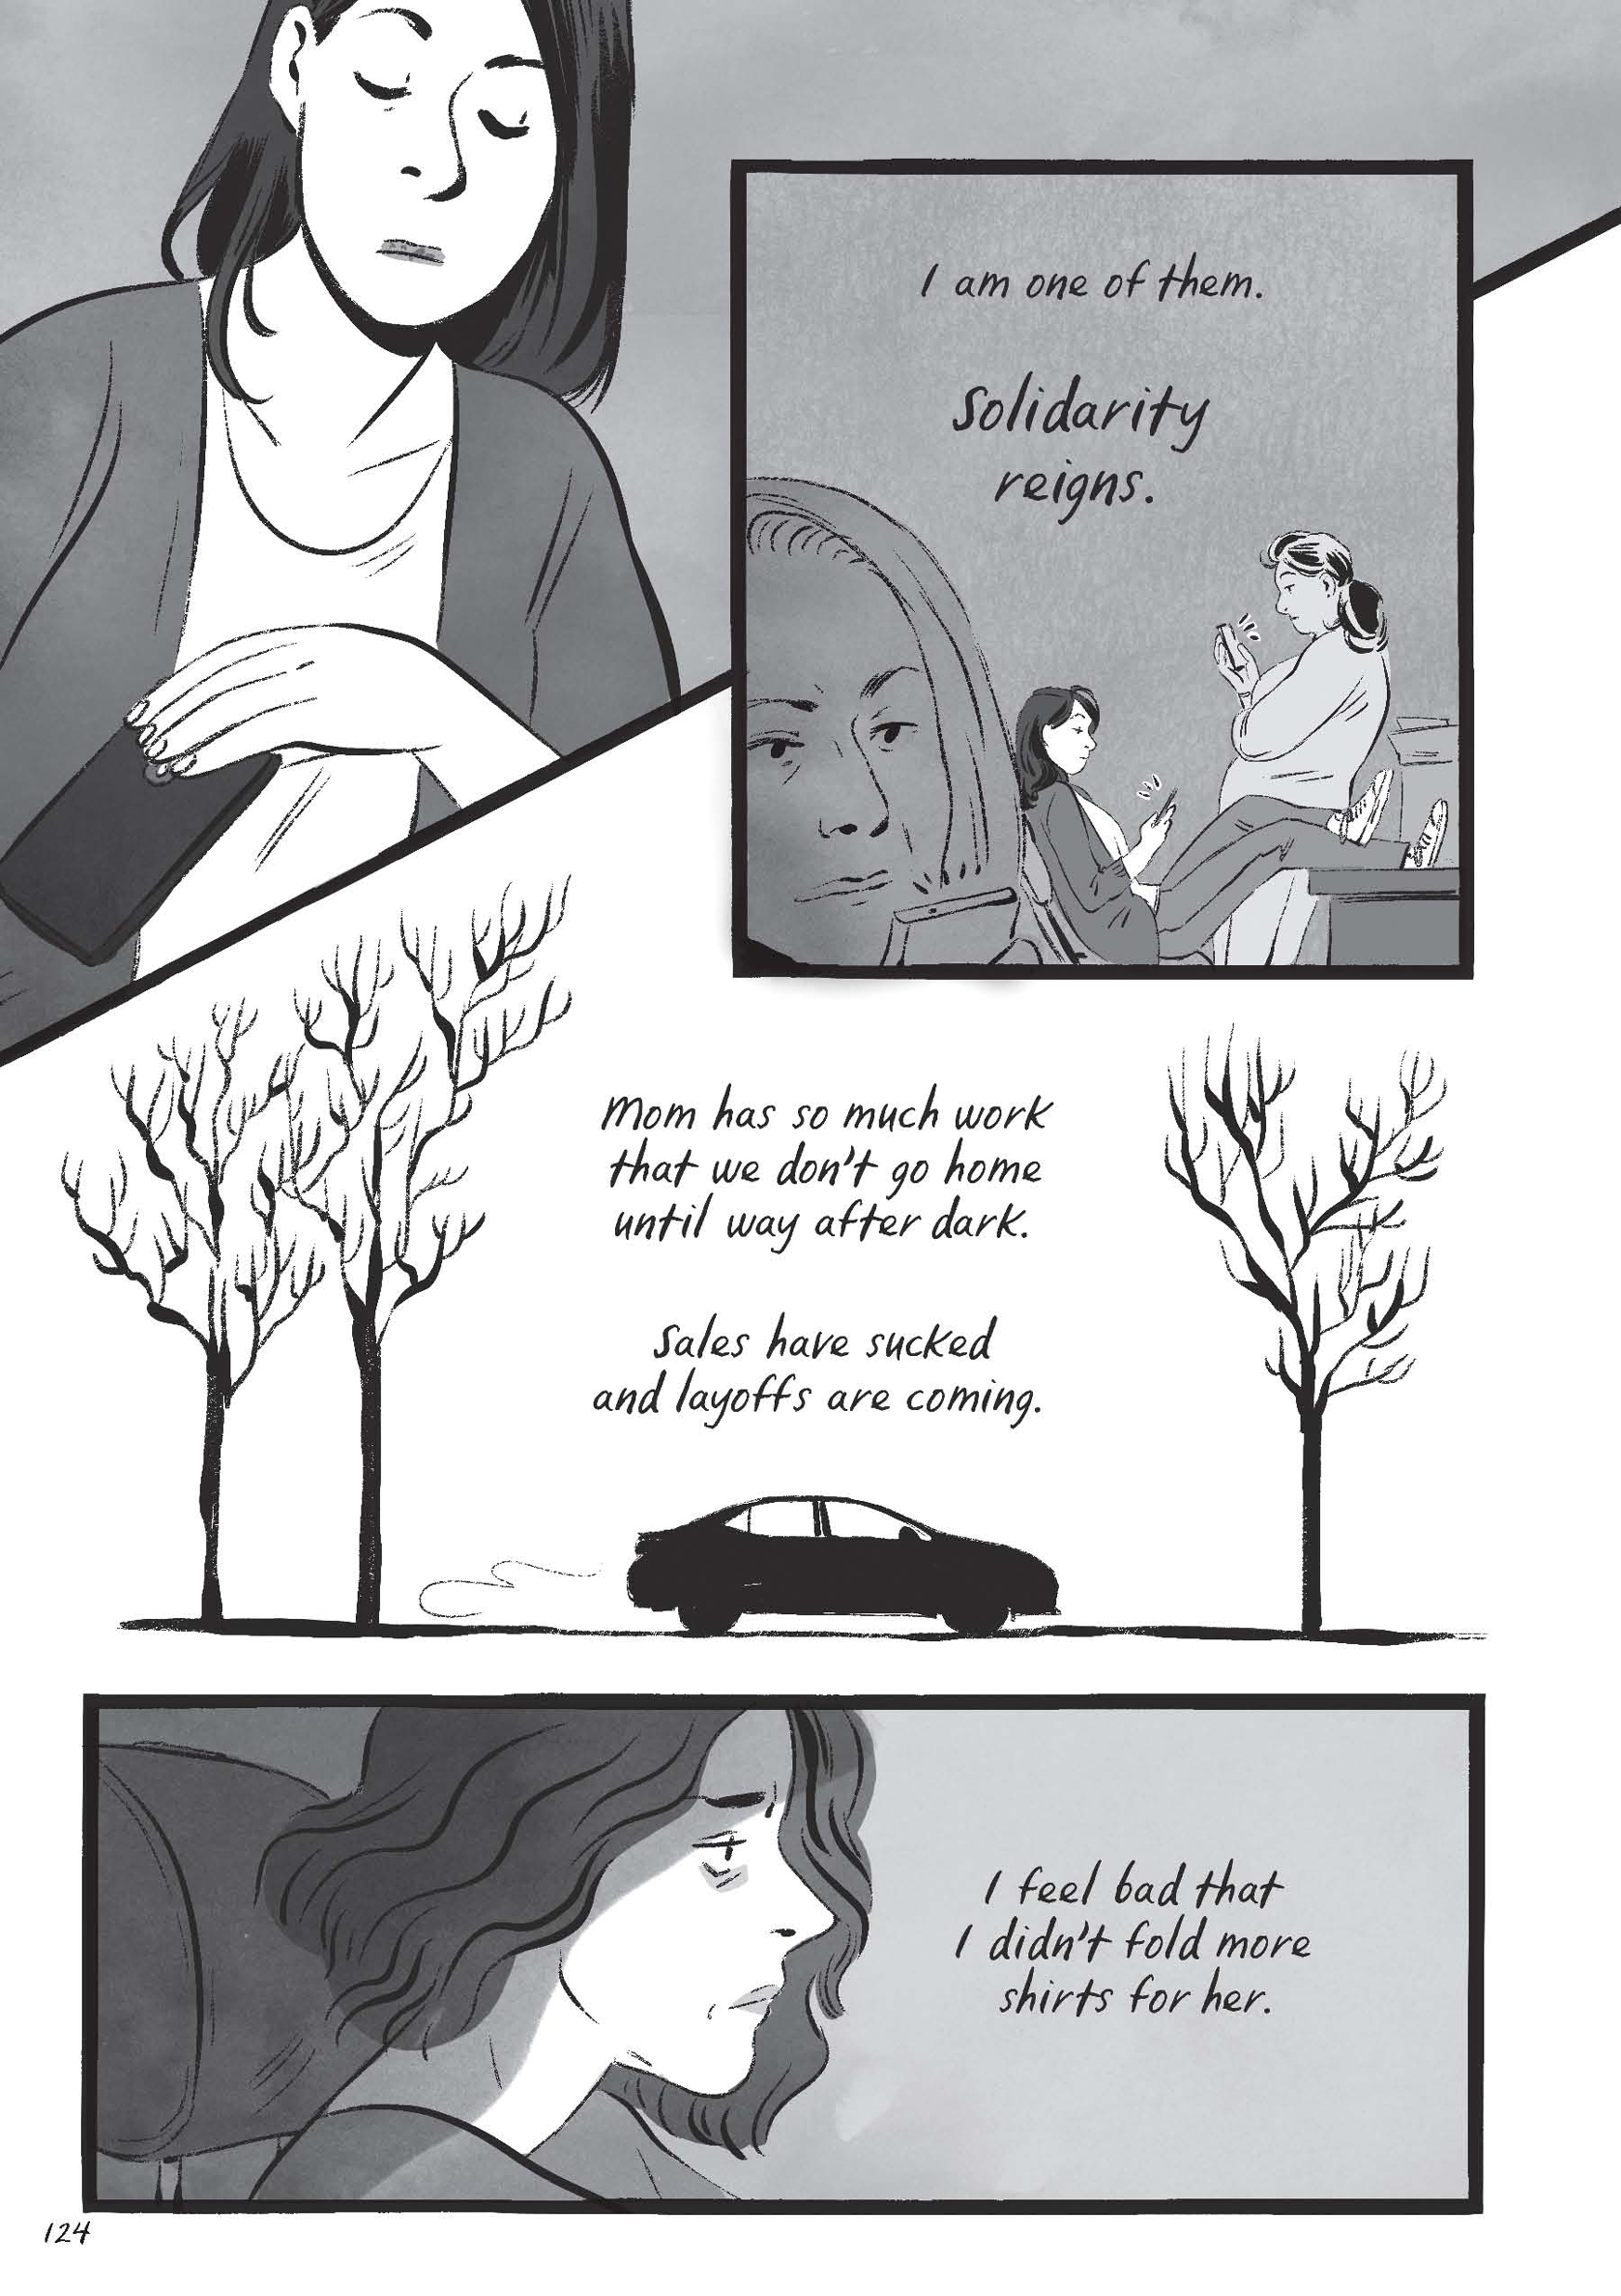 I am one of them.
Solidarity
reigns.
Mom has so much work
that we don't go home
until way after dark.
Sales have sucked
and layoffs are coming.
I feel bad that
I didn't fold more
shirts for her.
124